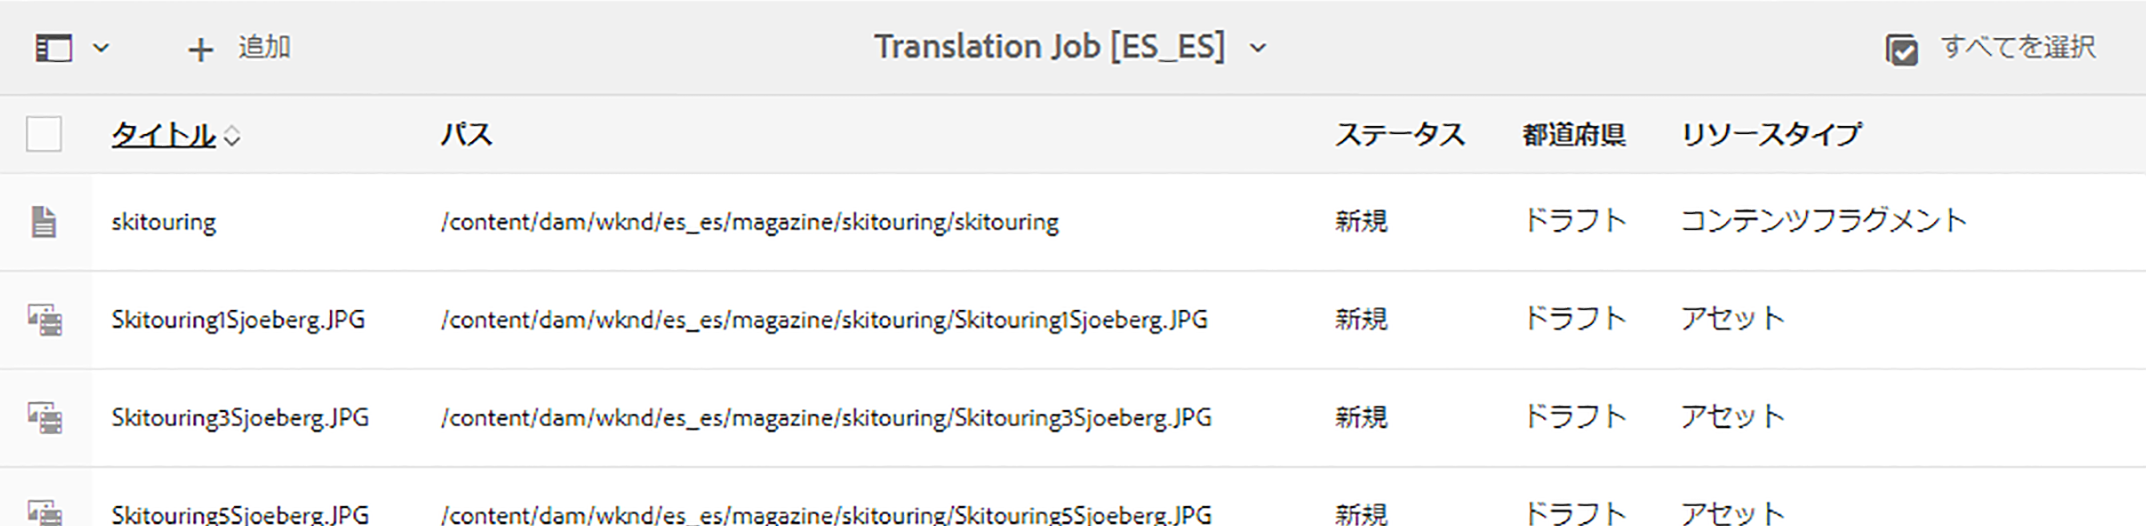 追加 Translation Job [ES_ES] すべてを選択
タイトル パス ステータス 都道府県 リソースタイプ
skitouring /content/dam/wknd/es_es/magazine/skitouring/skitouring 新規 ドラフト コンテンツフラグメント
Skitouring1Sjoeberg.JPG /content/dam/wknd/es_es/magazine/skitouring/Skitouring1Sjoeberg.JPG 新規 ドラフト アセット
Skitouring3Sjoeberg.JPG /content/dam/wknd/es_es/magazine/skitouring/Skitouring3Sjoeberg.JPG 新規 ドラフト アセット
Skitouring5Sjoeberg.JPG /content/dam/wknd/es_es/magazine/skitouring/Skitouring5Sjoeberg.JPG 新規 ドラフト アセット